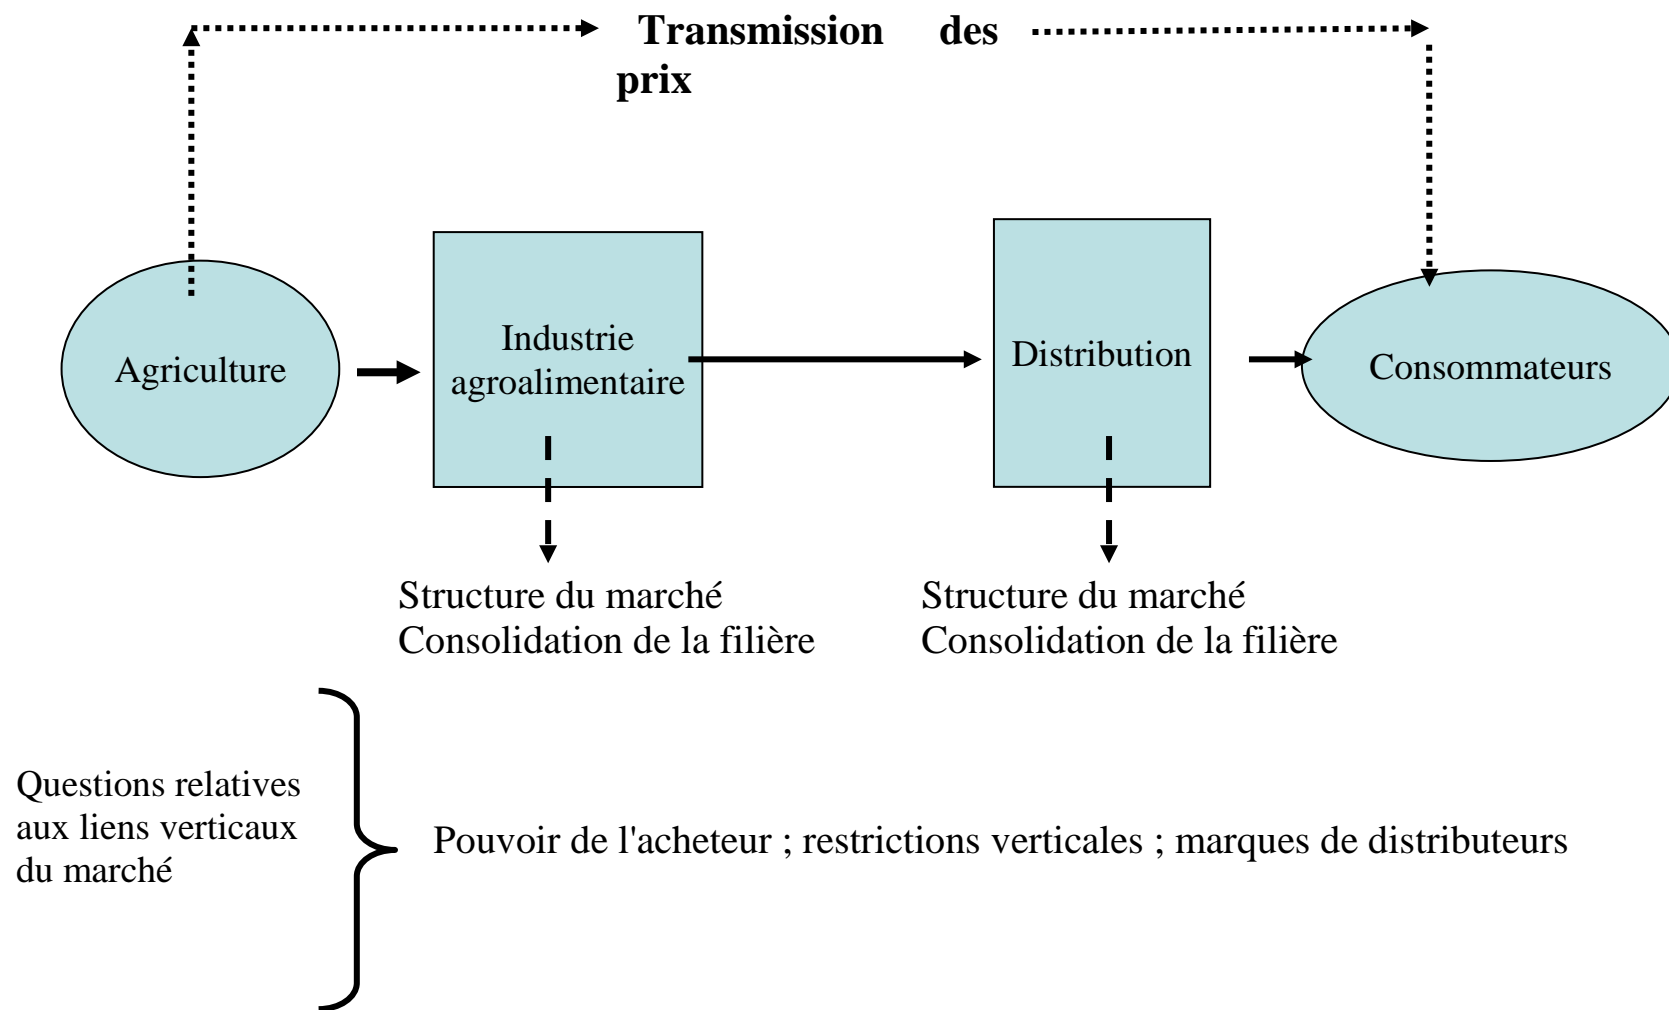 Transmission des
prix
Agriculture
Industrie
agroalimentaire
Distribution
Consommateurs
Structure du marché
Consolidation de la filière
Structure du marché
Consolidation de la filière
Questions relatives
aux liens verticaux
du marché
Pouvoir de l'acheteur ; restrictions verticales ; marques de distributeurs